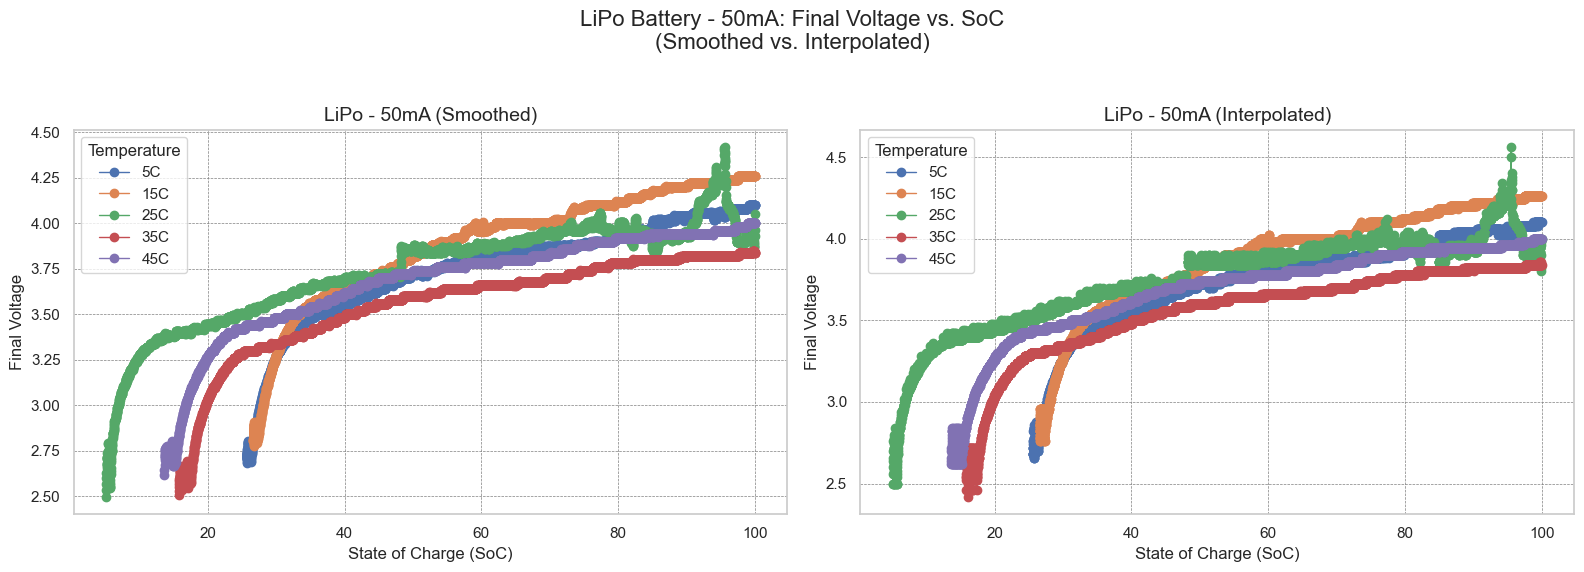 LiPo Battery - 50mA: Final Voltage vs. SoC
(Smoothed vs. Interpolated)
LiPo - 50mA (Smoothed)
Final Voltage
4.50
4.25
4.00
3.75
3.50
3.25
3.00
2.75
2.50
Temperature
5C
15C
25C
35C
45C
20
40
60
80
100
State of Charge (SoC)
LiPo - 50mA (Interpolated)
Final Voltage
4.5
4.0
3.5
3.0
2.5
Temperature
5C
15C
25C
35C
45C
20
40
60
80
100
State of Charge (SoC)